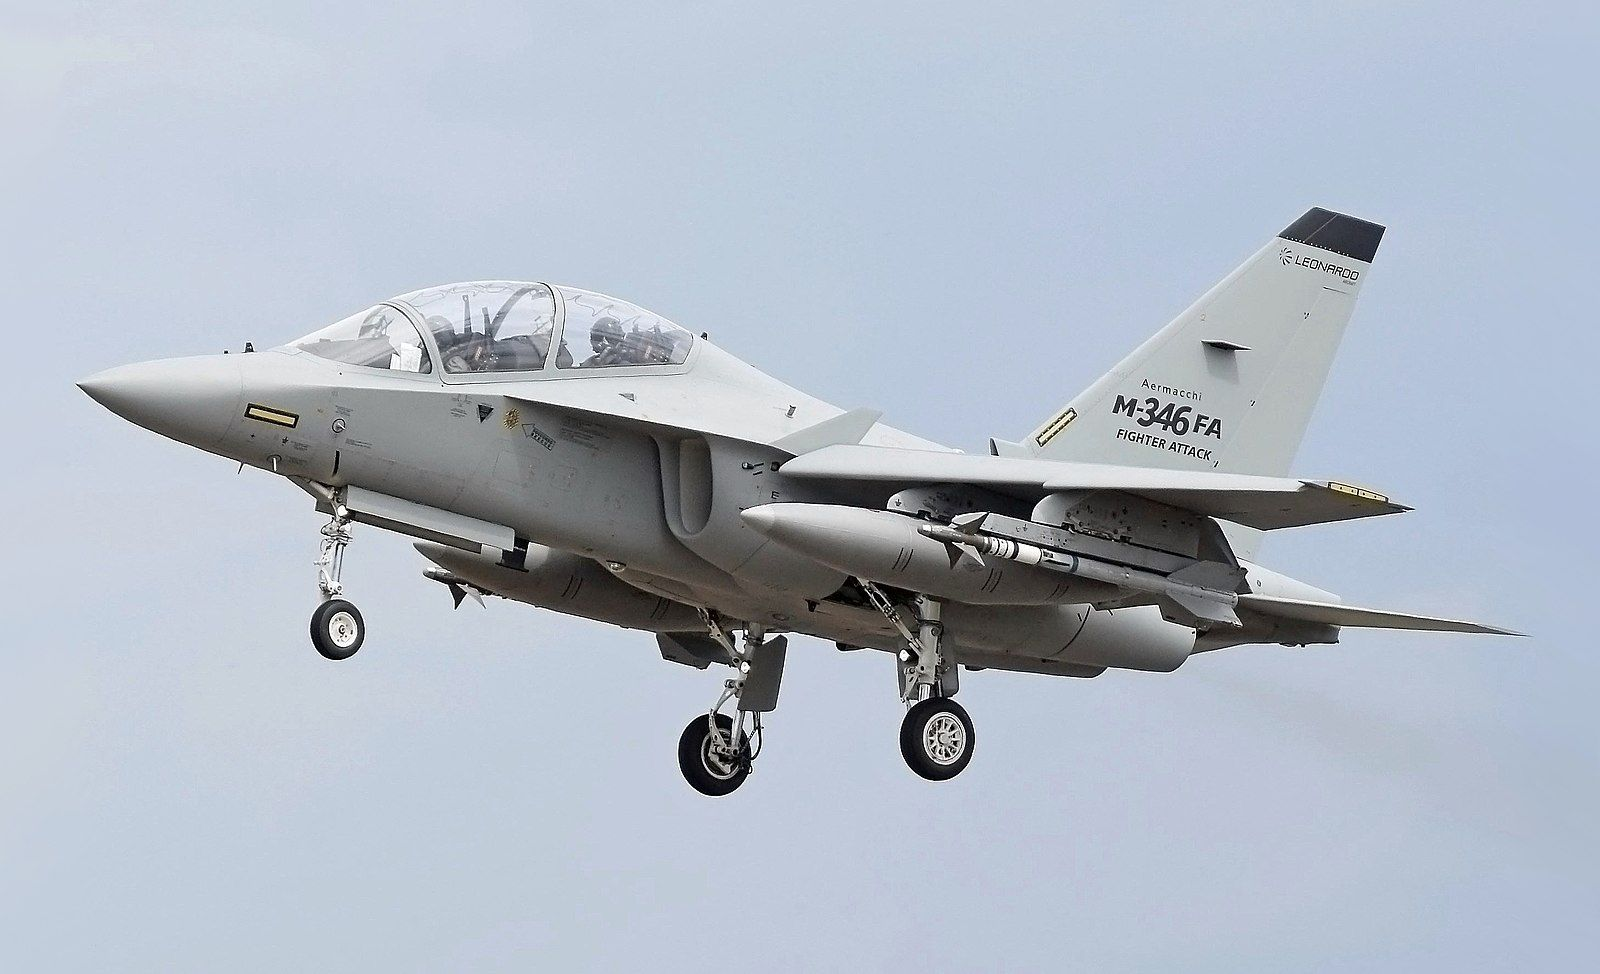 LEONARDO
Aermacchi
M-346 FA
FIGHTER ATTACK
E